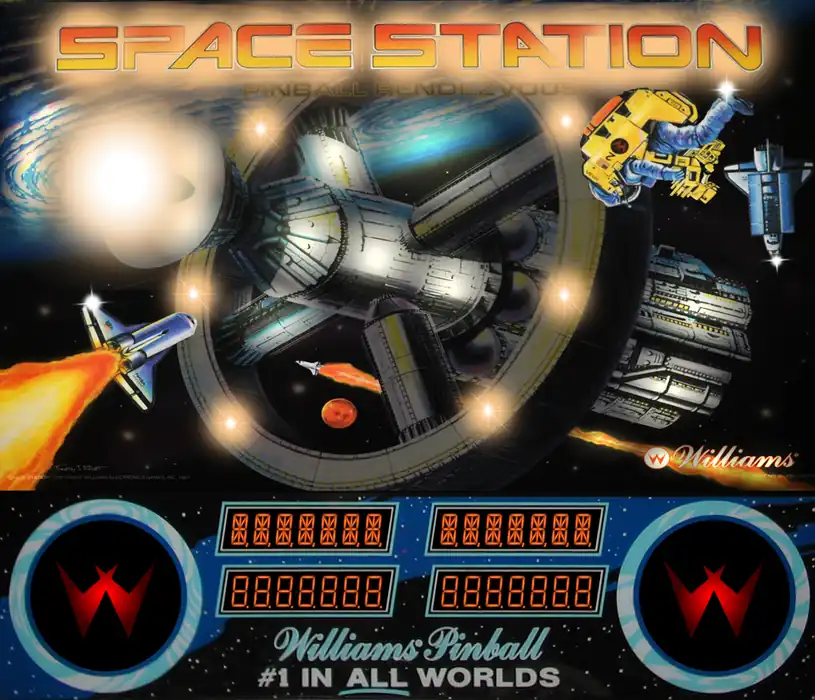 SPACE STATION
PINBALL RENDEZVOUS
Williams
Williams Pinball
#1 IN ALL WORLDS